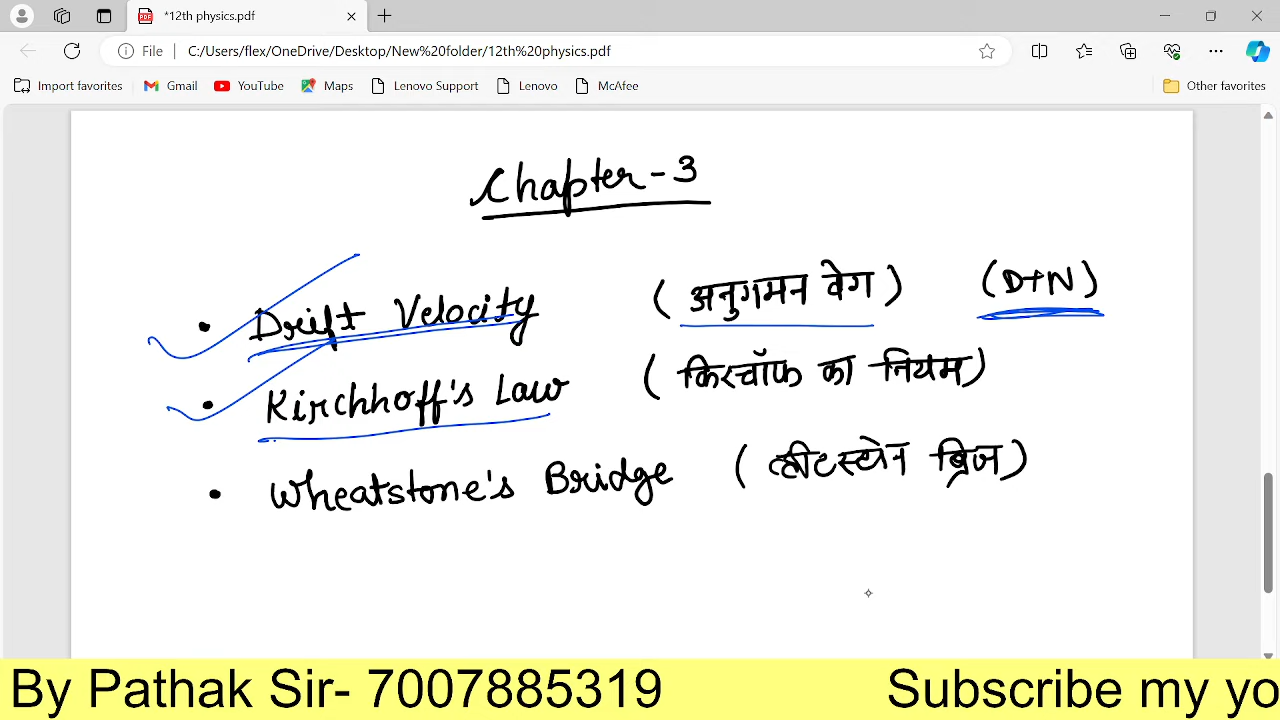 *12th physics.pdf
File C:/Users/flex/OneDrive/Desktop/New%20folder/12th%20physics.pdf
Import favorites Gmail YouTube Maps Lenovo Support Lenovo McAfee Other favorites
Chapter-3
• Drift Velocity (अनुगमन वेग) (D+N)
• Kirchhoff's Law (किरचॉफ का नियम)
• Wheatstone's Bridge (व्हीटस्टोन ब्रिज)
By Pathak Sir- 7007885319 Subscribe my yo